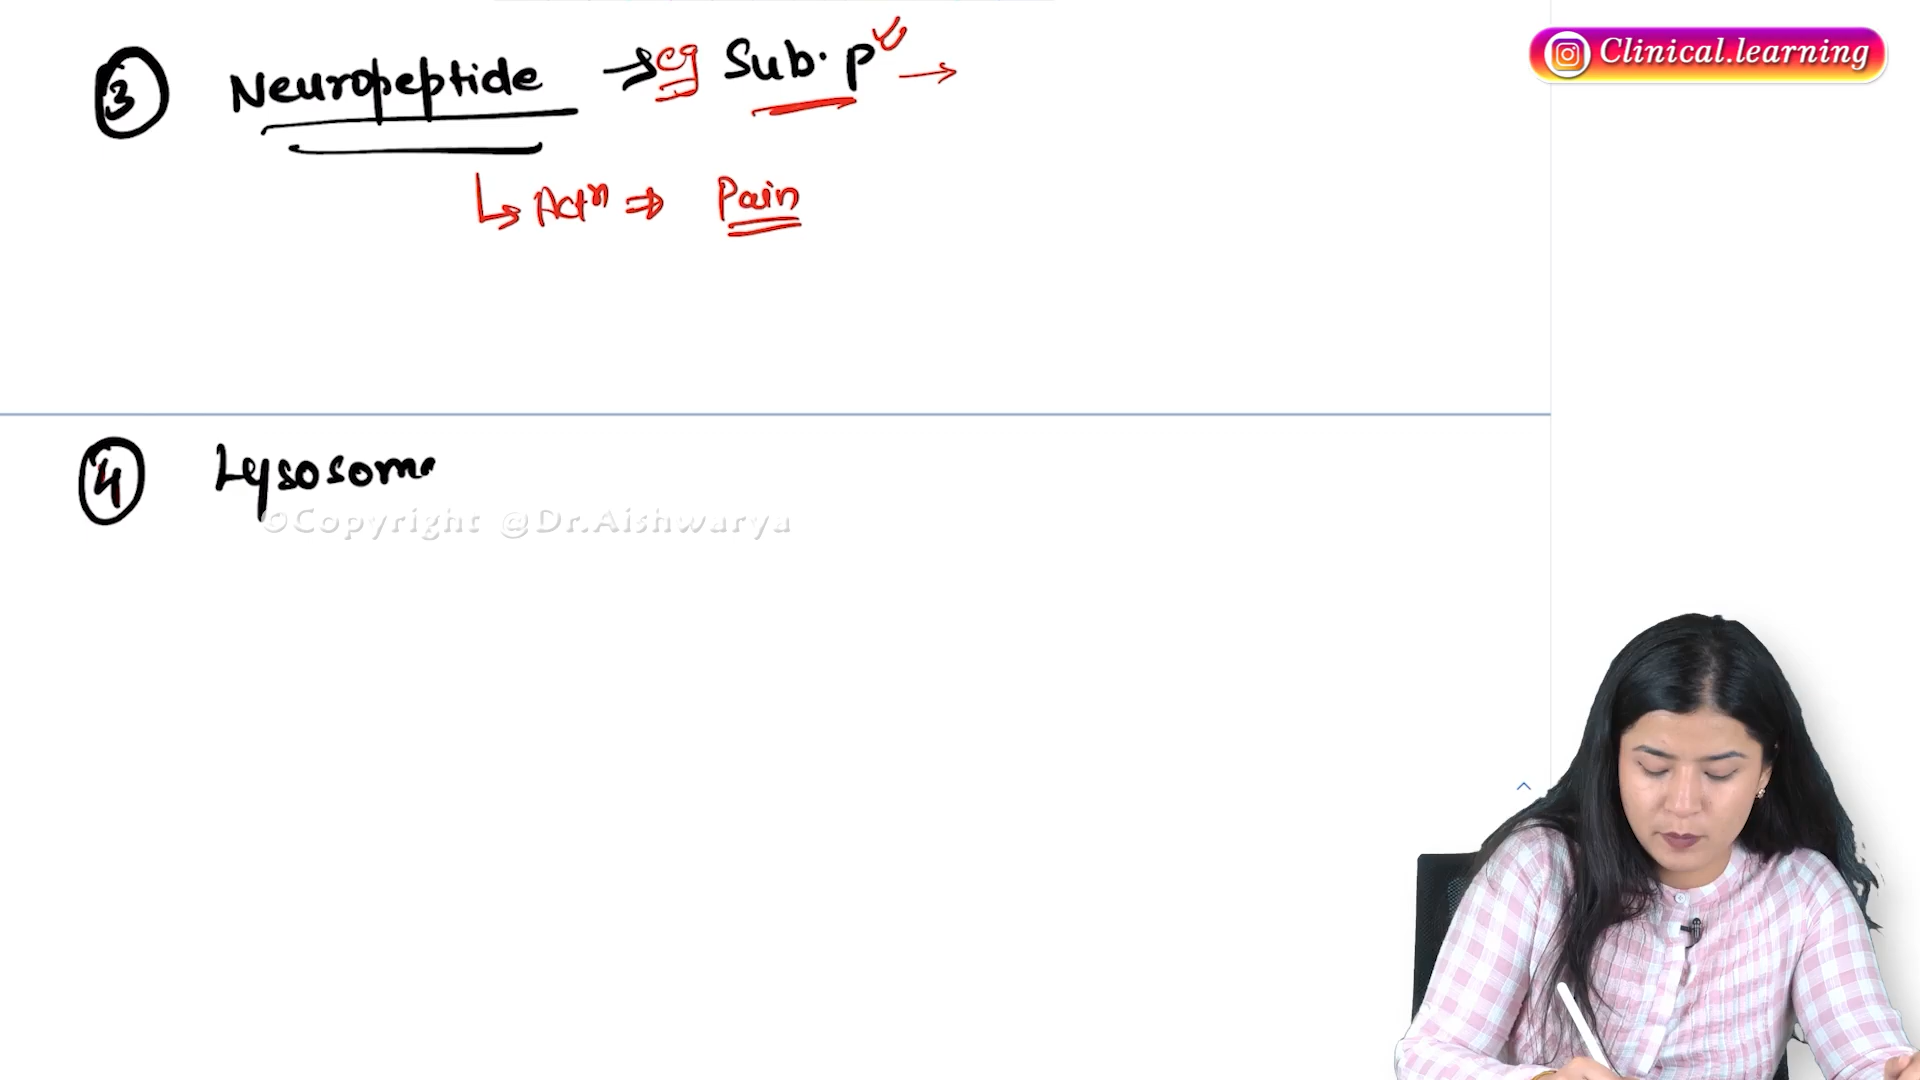 Clinical.learning
3 Neuropeptide → eg Sub. P →
↳ Actⁿ ⇒ Pain
4 Lysosome
©Copyright @Dr.Aishwarya